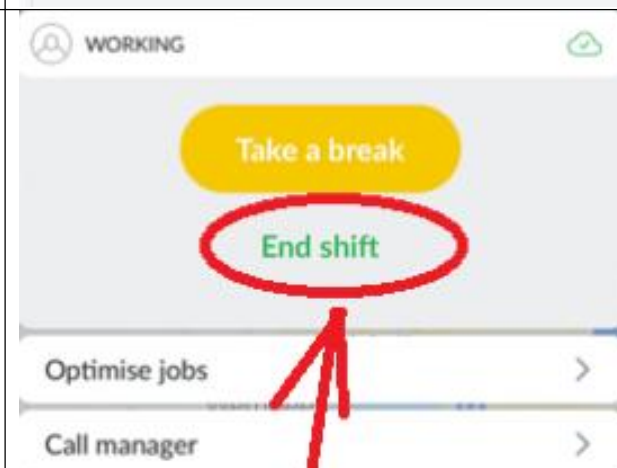 WORKING
Take a break
End shift
Optimise jobs
Call manager